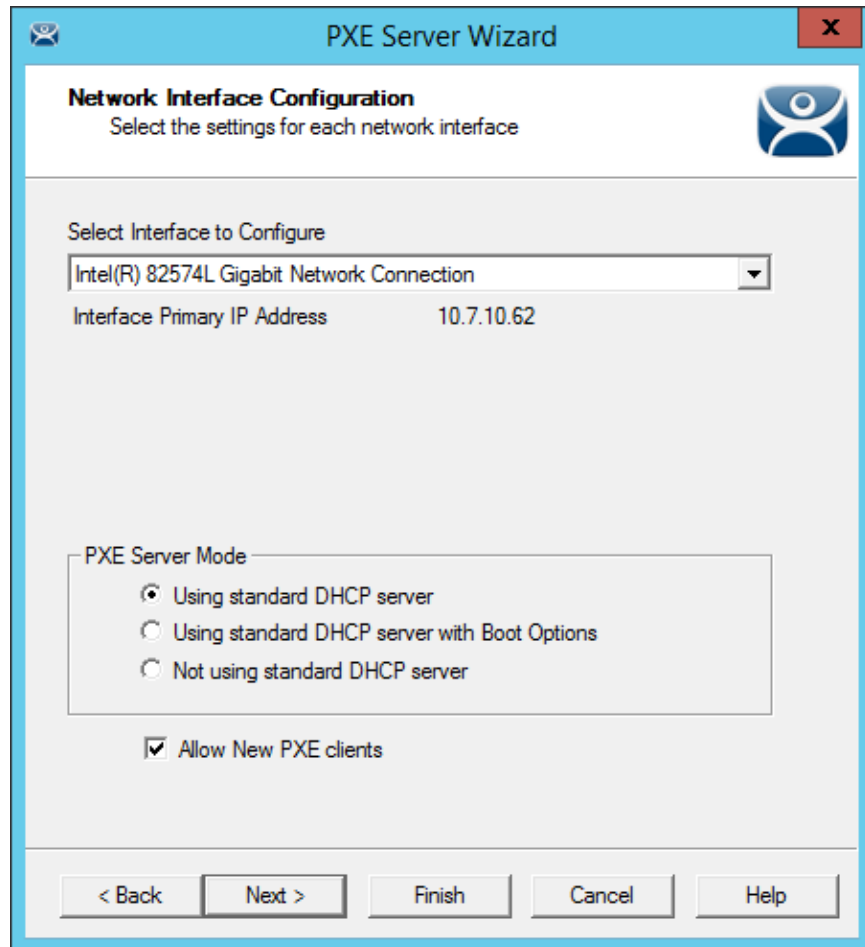 PXE Server Wizard
x
Network Interface Configuration
Select the settings for each network interface
Select Interface to Configure
Intel(R) 82574L Gigabit Network Connection
Interface Primary IP Address 10.7.10.62
PXE Server Mode
Using standard DHCP server
Using standard DHCP server with Boot Options
Not using standard DHCP server
Allow New PXE clients
< Back Next > Finish Cancel Help